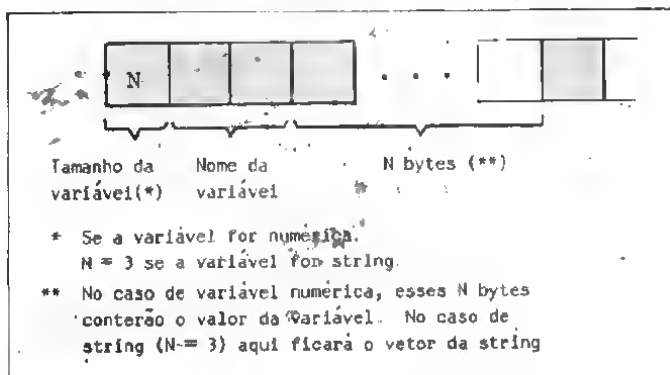 N
. . .
Tamanho da Nome da N bytes (**)
variável(*) variável
* Se a variável for numérica.
N = 3 se a variável for string.
** No caso de variável numérica, esses N bytes
conterão o valor da variável. No caso de
string (N = 3) aqui ficará o vetor da string